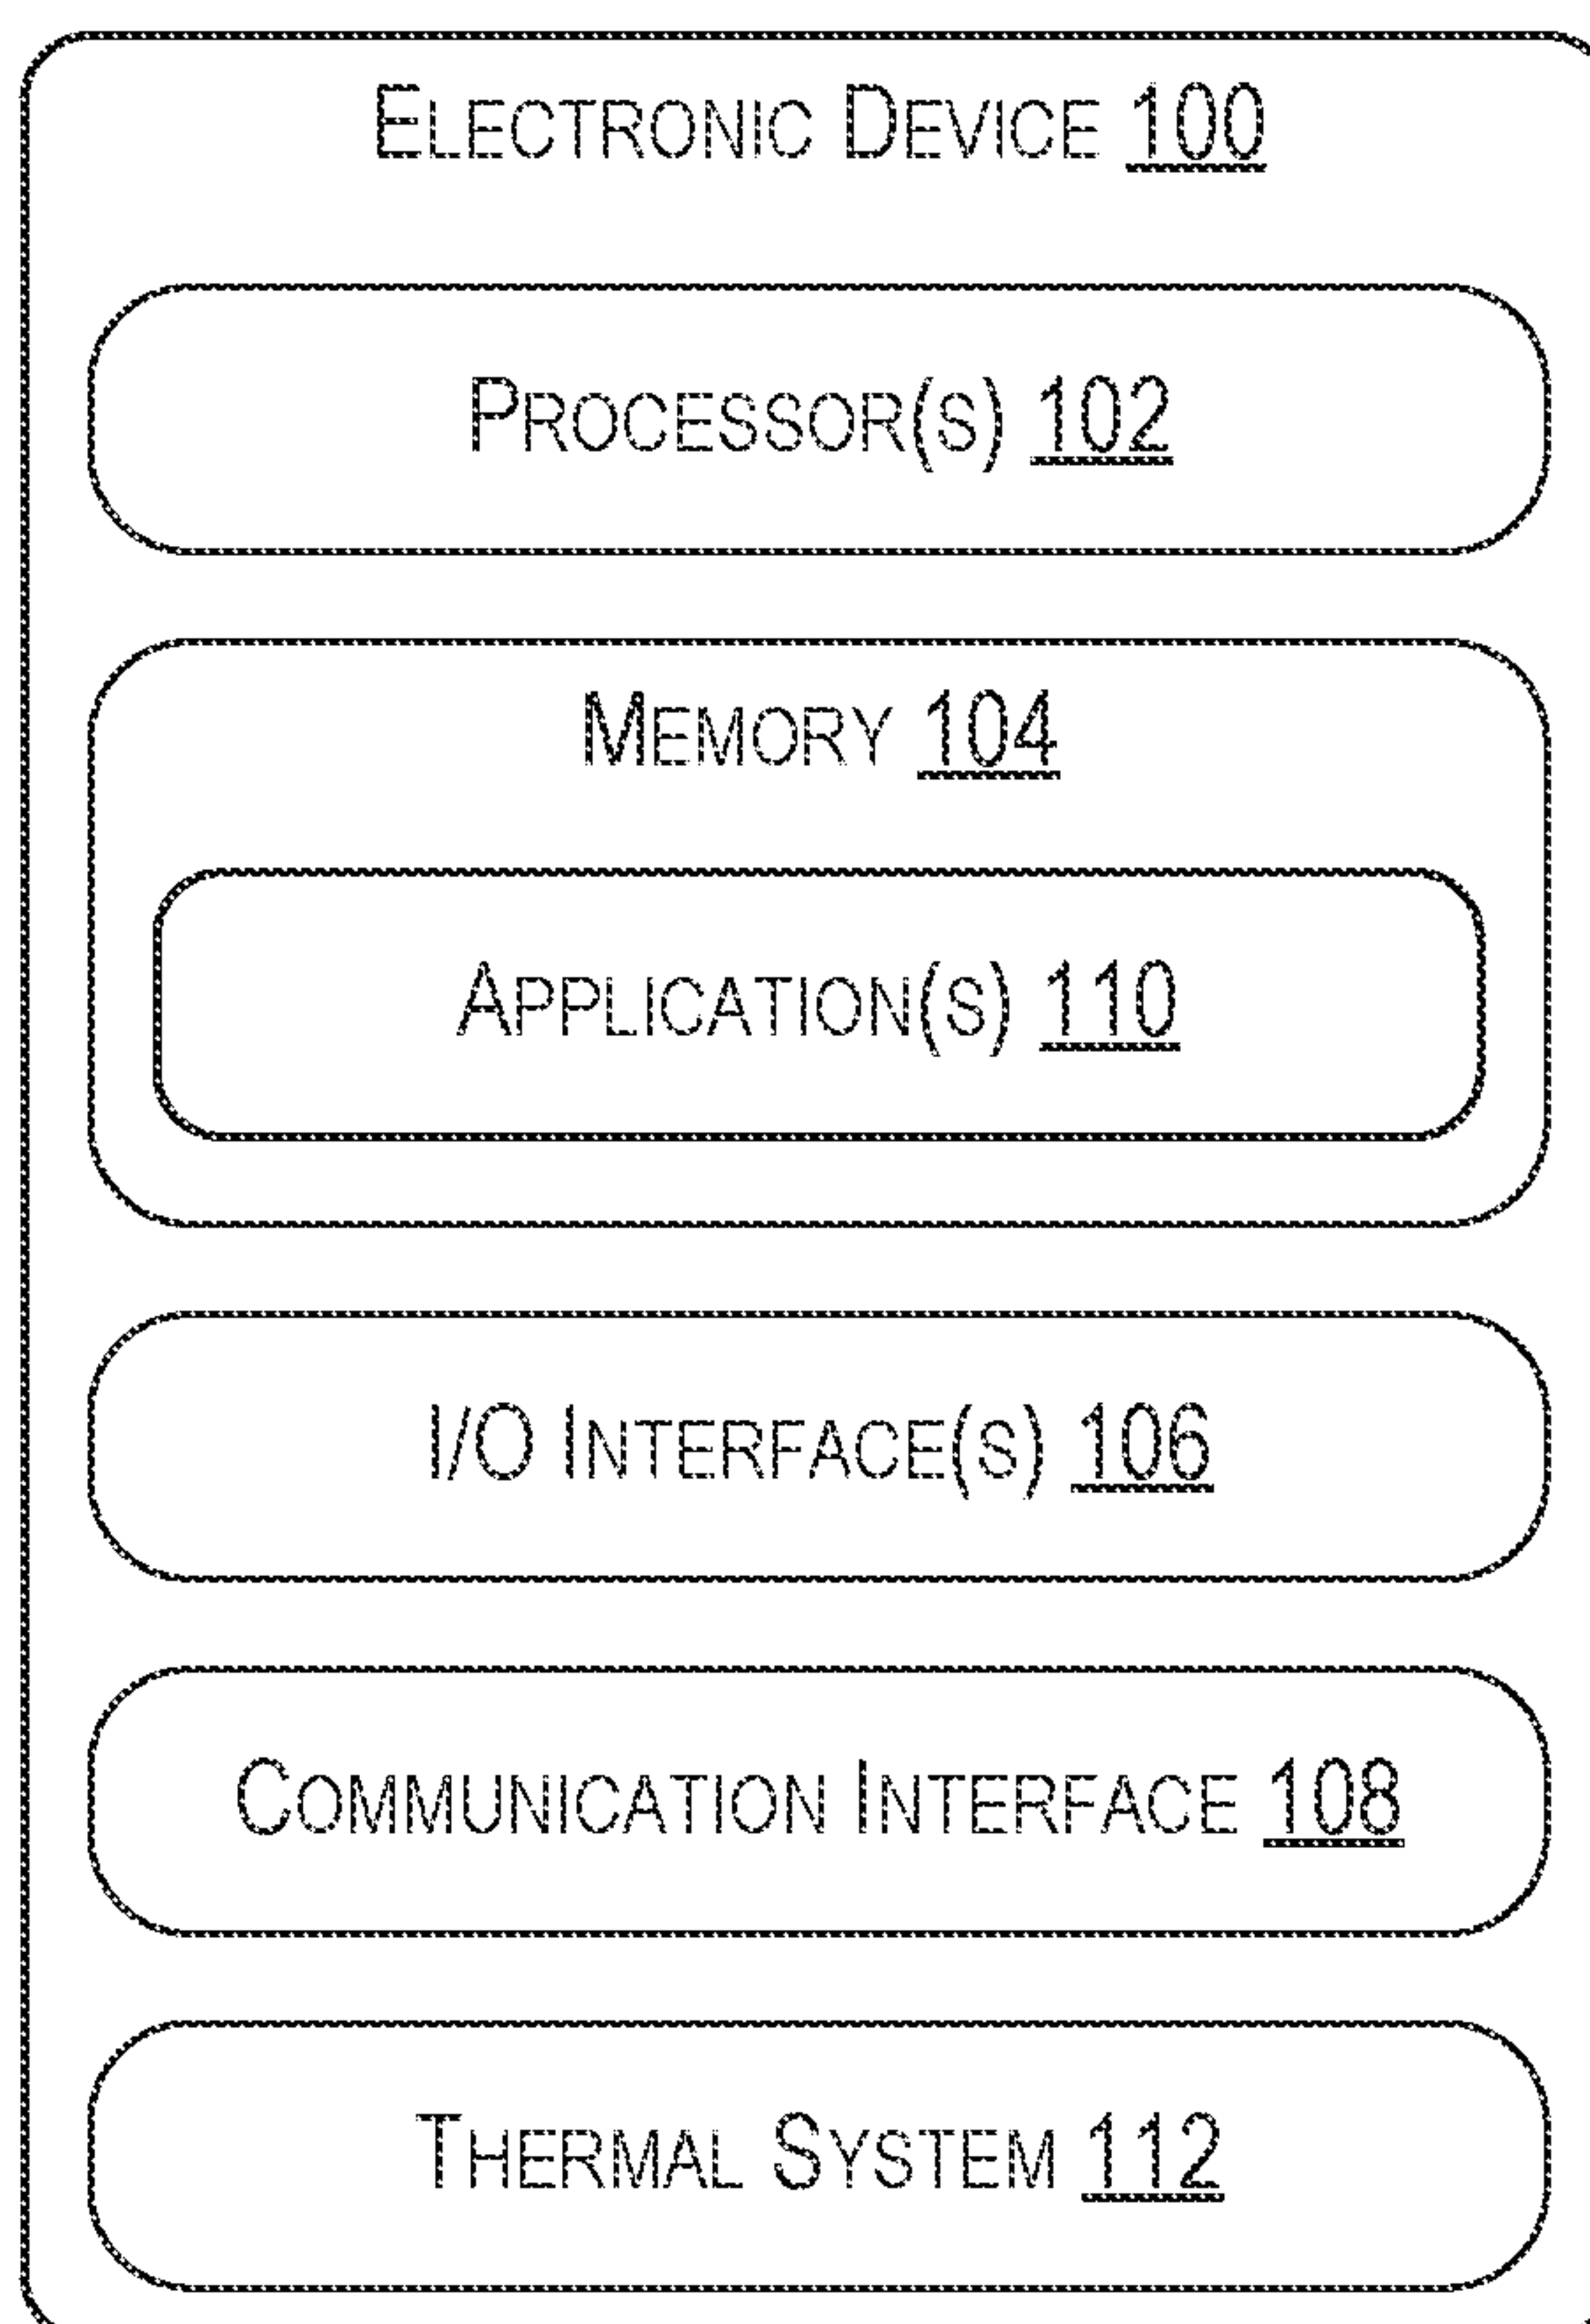 ELECTRONIC DEVICE 100
PROCESSOR(S) 102
MEMORY 104
APPLICATION(S) 110
I/O INTERFACE(S) 106
COMMUNICATION INTERFACE 108
THERMAL SYSTEM 112